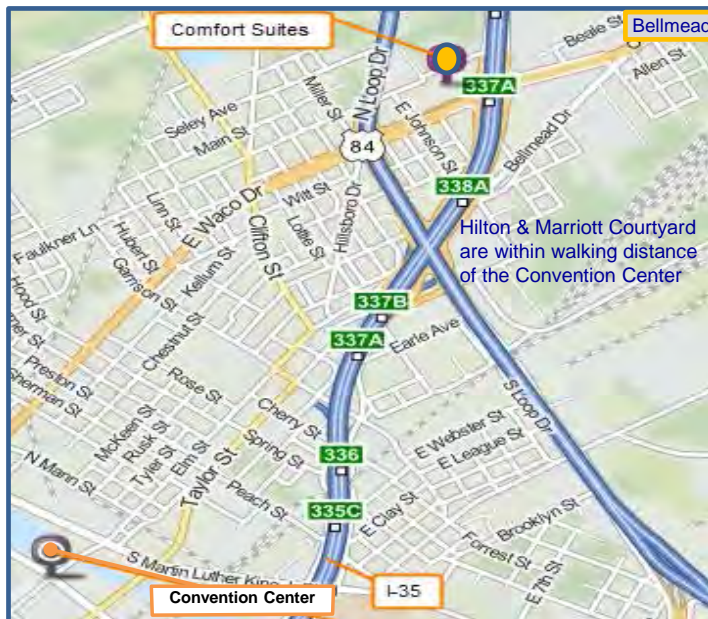 Bellmead
Comfort Suites
Beale St
Allen St
N Loop Dr
Miller St
337A
Seley Ave
Main St
E Johnson St
Bellmead Dr
84
E Waco Dr
Witt St
338A
Linn St
Lottie St
Hillsboro Dr
Hilton & Marriott Courtyard
are within walking distance
of the Convention Center
Faulkner Ln
Hubert St
Garrison St
Kellum St
Clifton St
Hood St
337B
Chestnut St
337A
Earle Ave
Preston St
Sherman St
Rose St
S Loop Dr
McKeen St
Rusk St
Tyler St
Elm St
Cherry St
Spring St
E Webster St
E League St
336
N Mann St
Taylor St
Peach St
335C
E Clay St
Brooklyn St
Forrest St
E 7th St
S Martin Luther King
Convention Center
I-35